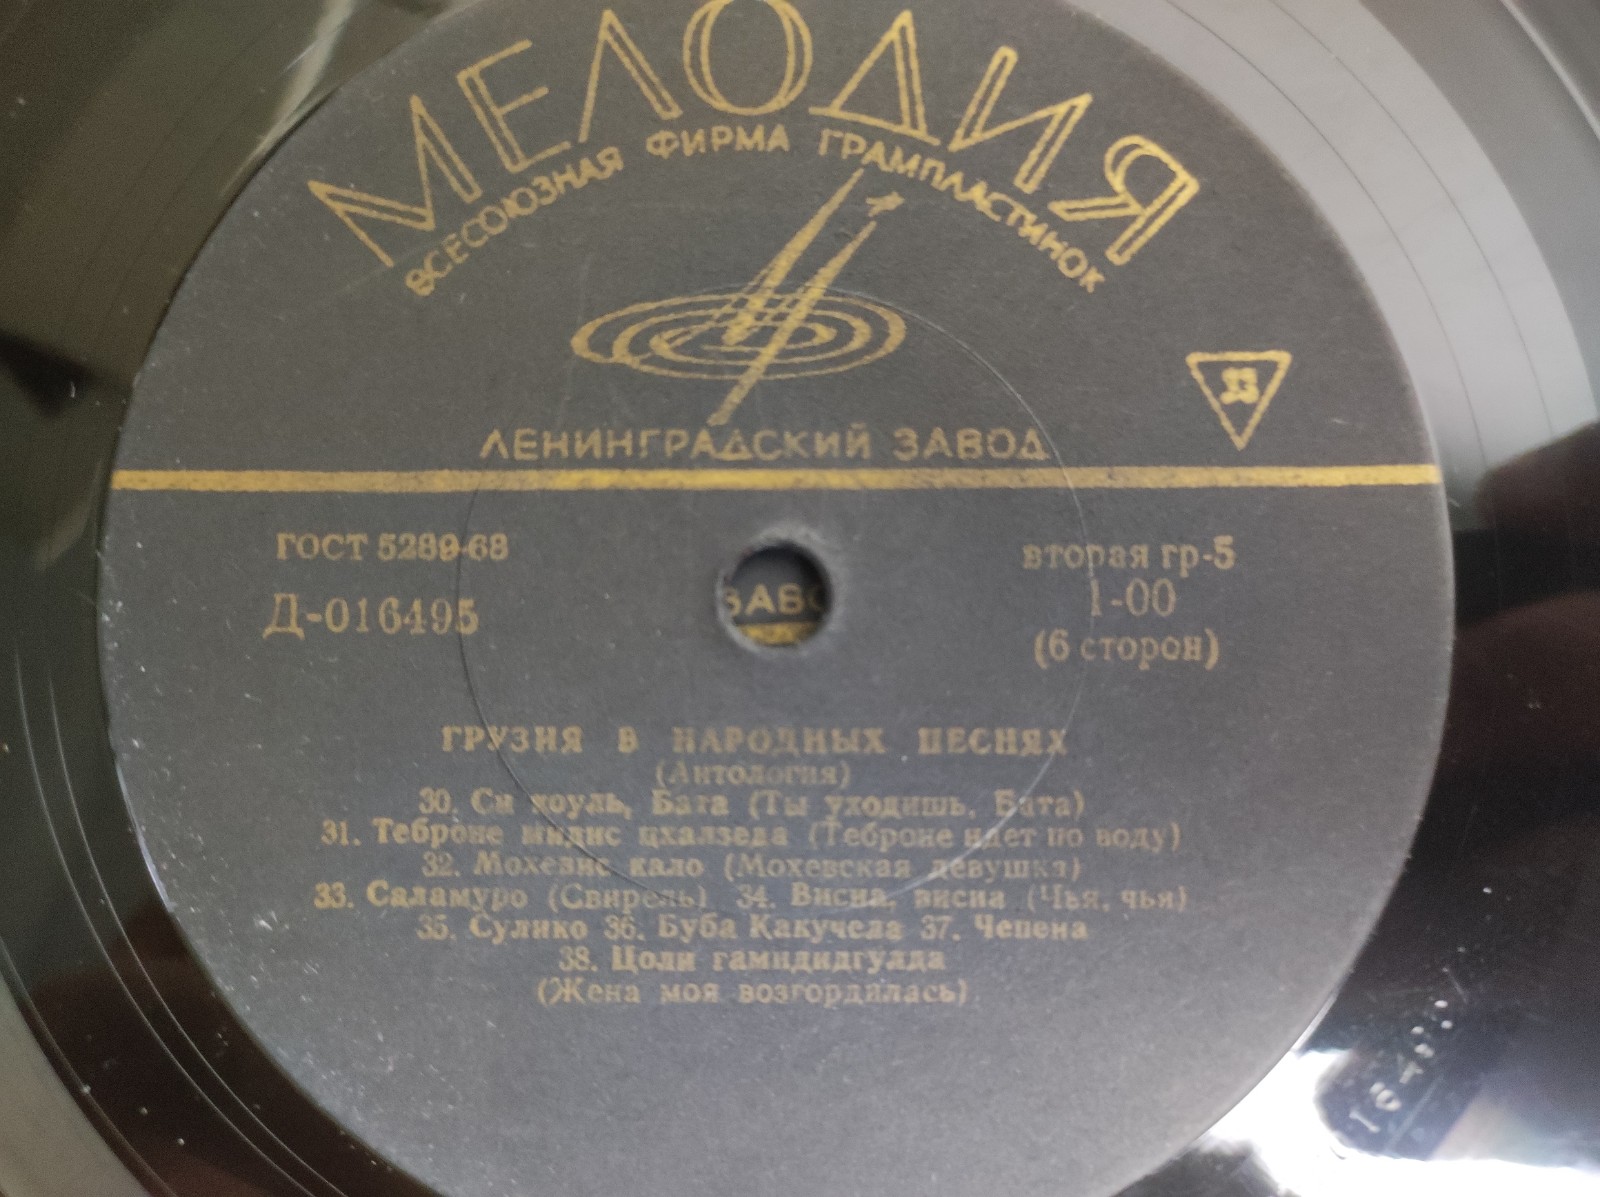 МЕЛОДИЯ
ВСЕСОЮЗНАЯ ФИРМА ГРАМПЛАСТИНОК
33
ЛЕНИНГРАДСКИЙ ЗАВОД
ГОСТ 5289-68
вторая гр-5
Д-016495
1-00
(6 сторон)
ЗАВО
ГРУЗИЯ В НАРОДНЫХ ПЕСНЯХ
(Антология)
30. Си коуль, Бата (Ты уходишь, Бата)
31. Теброне мидис цхалзеда (Теброне идет по воду)
32. Мохевис кало (Мохевская девушка)
33. Саламуро (Свирель) 34. Висиа, висиа (Чья, чья)
35. Сулико 36. Буба Какучела 37. Чепена
38. Цоли гамидидгулда
(Жена моя возгордилась)